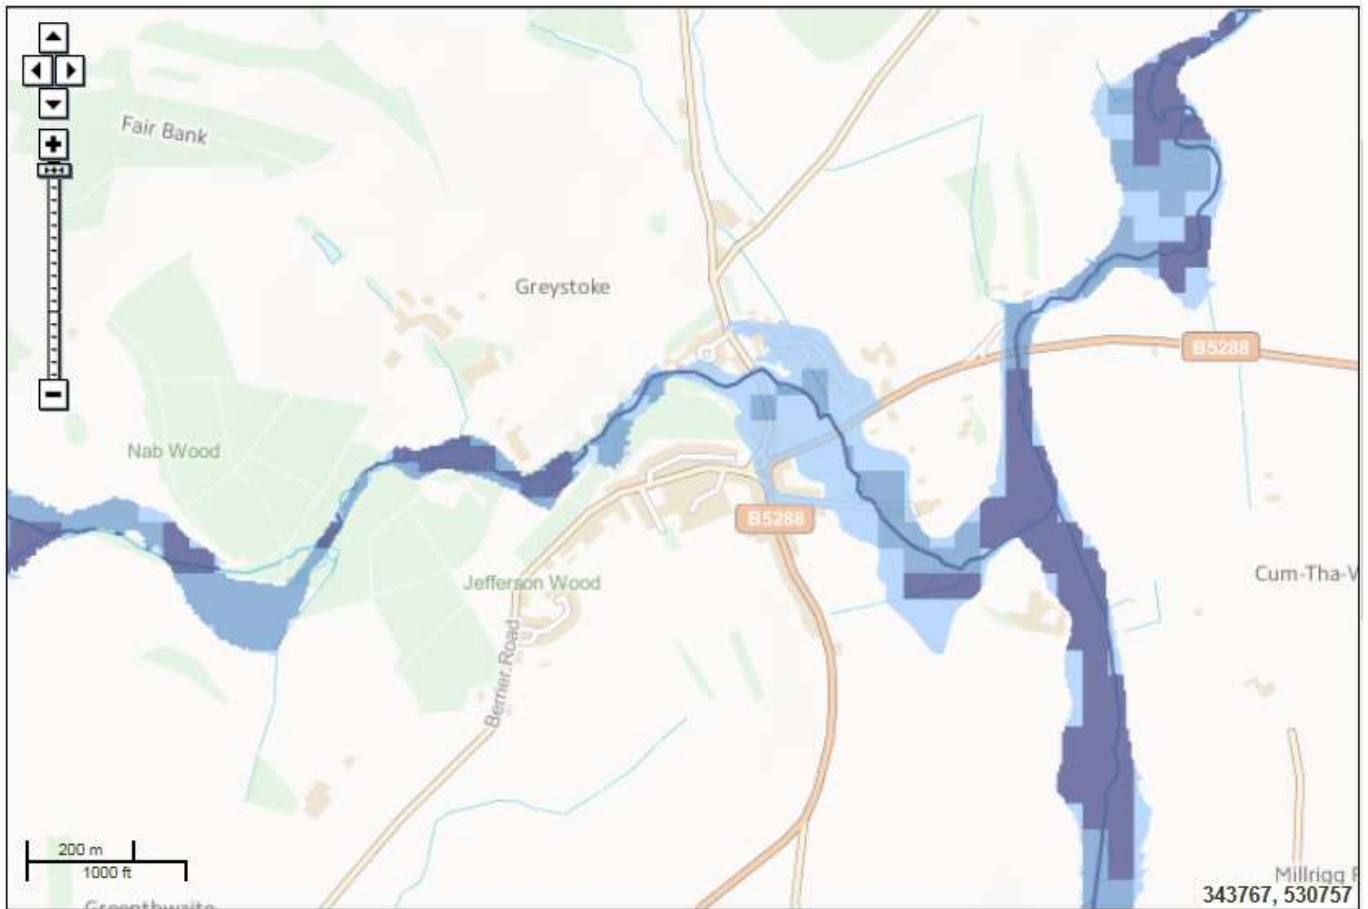 Fair Bank
Greystoke
B5288
Nab Wood
B5288
Jefferson Wood
Cum-Tha-
Berrier Road
200 m
1000 ft
Millrigg
343767, 530757
Greenthwaite